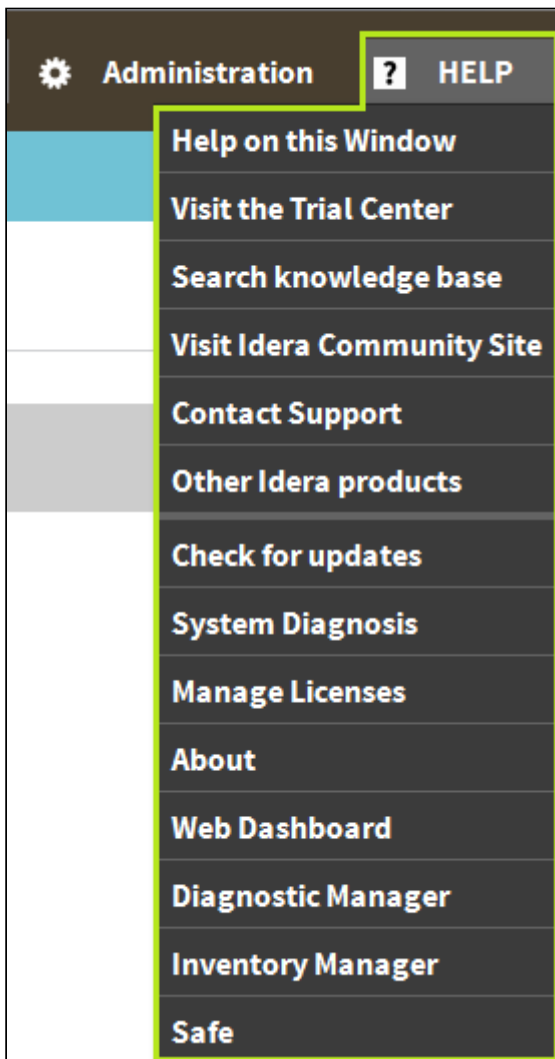 Administration ? HELP
Help on this Window
Visit the Trial Center
Search knowledge base
Visit Idera Community Site
Contact Support
Other Idera products
Check for updates
System Diagnosis
Manage Licenses
About
Web Dashboard
Diagnostic Manager
Inventory Manager
Safe